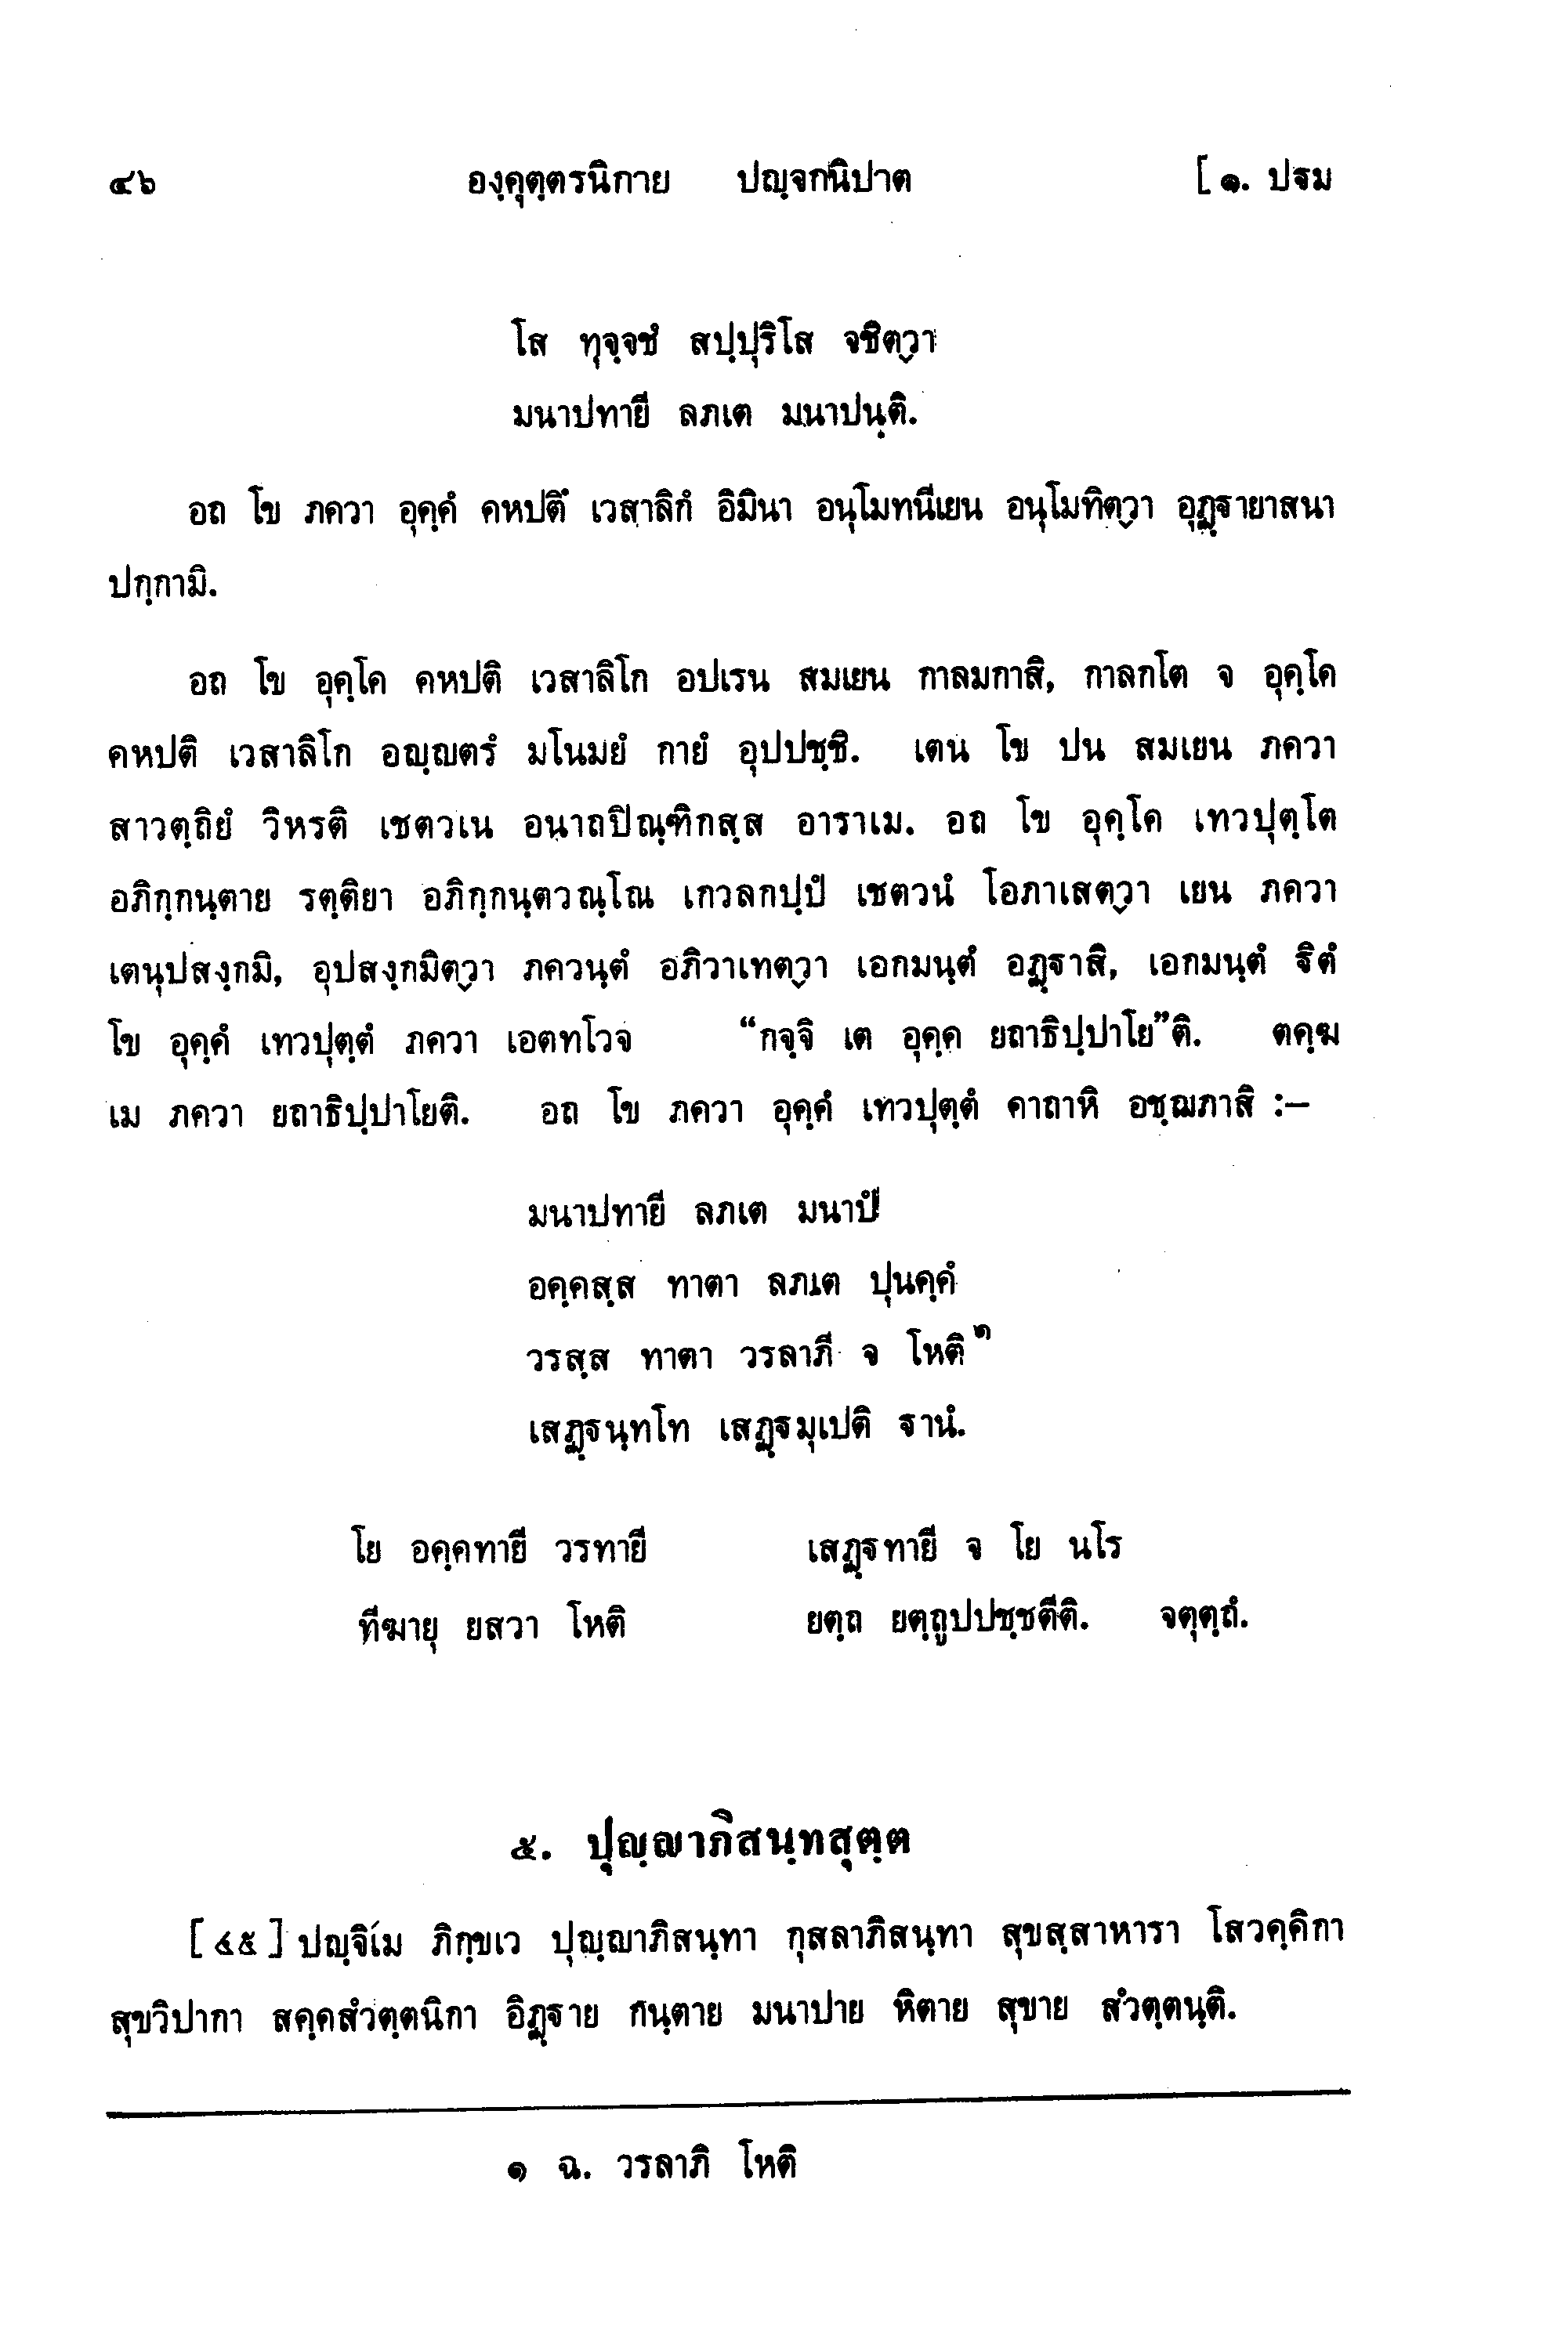 ๔๖ องฺคุตฺตรนิกาย ปญฺจกนิปาต [ ๑. ปฐม
โส ทุจฺจชํ สปฺปุริโส จชิตฺวา
มนาปทายี ลภเต มนาปนฺติ.
อถ โข ภควา อุคฺคํ คหปตึ เวสาลิกํ อิมินา อนุโมทนีเยน อนุโมทิตฺวา อุฏฺฐายาสนา
ปกฺกามิ.
อถ โข อุคฺโค คหปติ เวสาลิโก อปเรน สมเยน กาลมกาสิ, กาลกโต จ อุคฺโค
คหปติ เวสาลิโก อญฺญตรํ มโนมยํ กายํ อุปปชฺชิ. เตน โข ปน สมเยน ภควา
สาวตฺถิยํ วิหรติ เชตวเน อนาถปิณฺฑิกสฺส อาราเม. อถ โข อุคฺโค เทวปุตฺโต
อภิกฺกนฺตาย รตฺติยา อภิกฺกนฺตวณฺโณ เกวลกปฺปํ เชตวนํ โอภาเสตฺวา เยน ภควา
เตนุปสงฺกมิ, อุปสงฺกมิตฺวา ภควนฺตํ อภิวาเทตฺวา เอกมนฺตํ อฏฺฐาสิ, เอกมนฺตํ ฐิตํ
โข อุคฺคํ เทวปุตฺตํ ภควา เอตทโวจ “กจฺจิ เต อุคฺค ยถาธิปฺปาโย”ติ. ตคฺฆ
เม ภควา ยถาธิปฺปาโยติ. อถ โข ภควา อุคฺคํ เทวปุตฺตํ คาถาหิ อชฺฌภาสิ :–
มนาปทายี ลภเต มนาปํ
อคฺคสฺส ทาตา ลภเต ปุนคฺคํ
วรสฺส ทาตา วรลาภี จ โหติ ๑
เสฏฺฐนฺทโท เสฏฺฐมุเปติ ฐานํ.
โย อคฺคทายี วรทายี เสฏฺฐทายี จ โย นโร
ทีฆายุ ยสวา โหติ ยตฺถ ยตฺถูปปชฺชตีติ. จตุตฺถํ.
๕. ปุญฺญาภิสนฺทสุตฺต
[ ๔๕ ] ปญฺจิเม ภิกฺขเว ปุญฺญาภิสนฺทา กุสลาภิสนฺทา สุขสฺสาหารา โสวคฺคิกา
สุขวิปากา สคฺคสํวตฺตนิกา อิฏฺฐาย กนฺตาย มนาปาย หิตาย สุขาย สํวตฺตนฺติ.
๑ ฉ. วรลาภิ โหติ